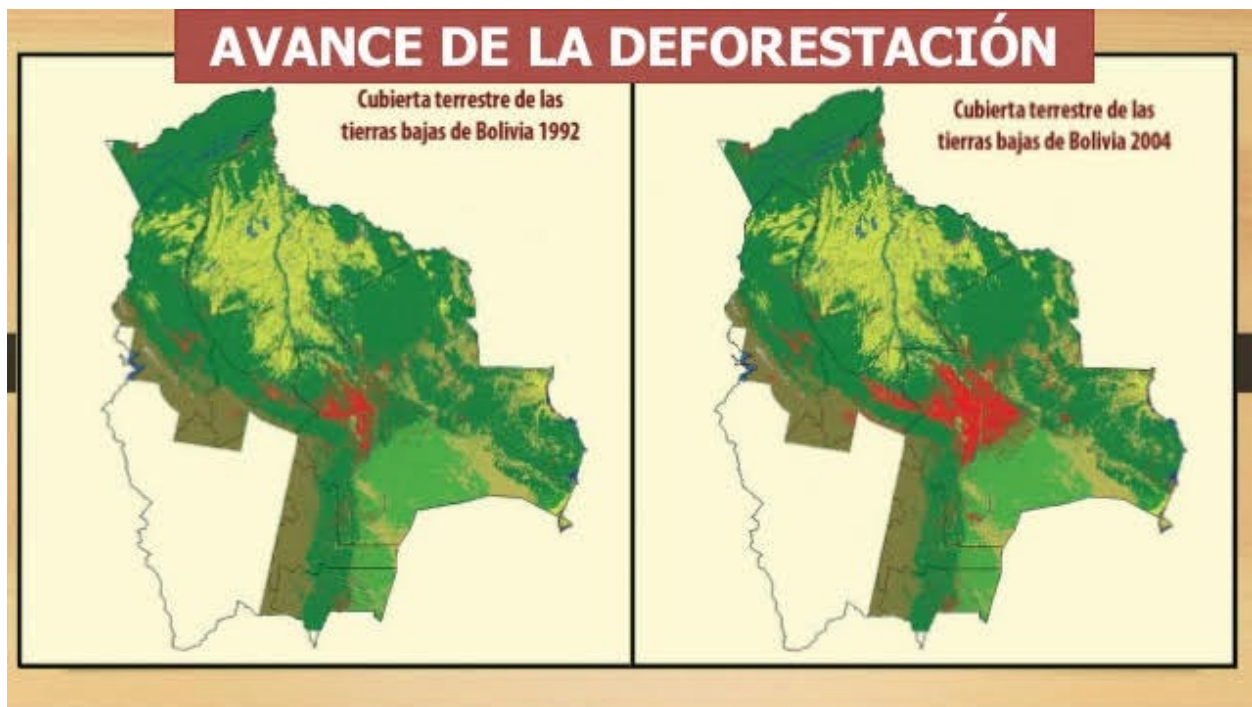 AVANCE DE LA DEFORESTACIÓN
Cubierta terrestre de las
tierras bajas de Bolivia 1992
Cubierta terrestre de las
tierras bajas de Bolivia 2004